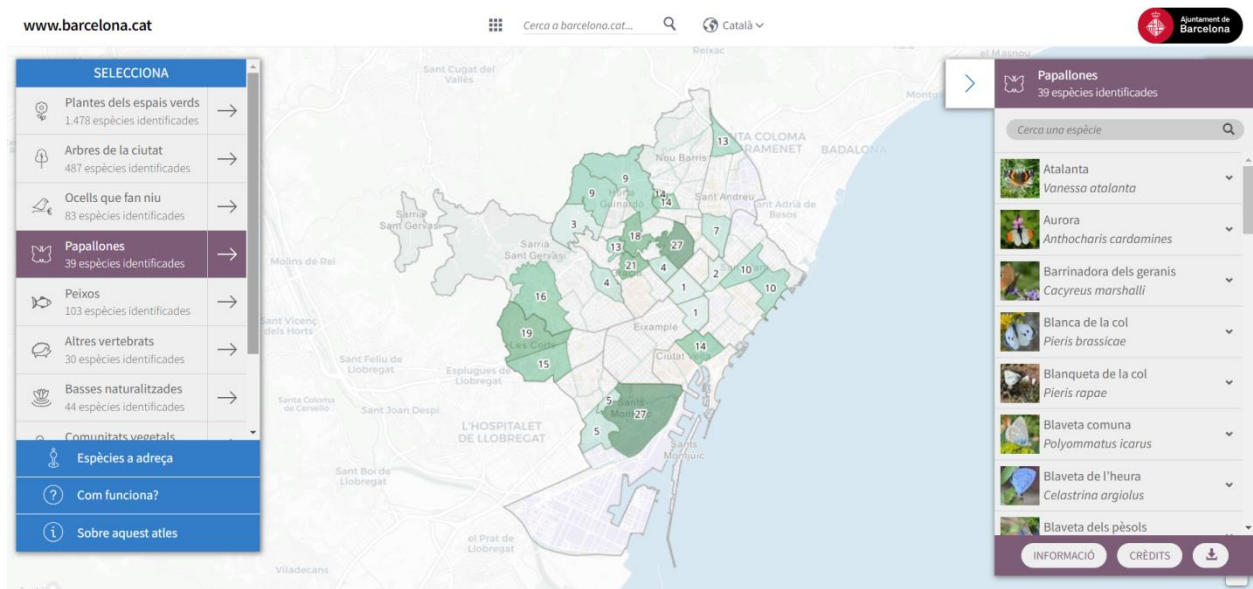 www.barcelona.cat
Cerca a barcelona.cat...
Català
Ajuntament de
Barcelona
SELECCIONA
Plantes dels espais verds
1.478 espècies identificades
Arbres de la ciutat
487 espècies identificades
Ocells que fan niu
83 espècies identificades
Papallones
39 espècies identificades
Peixos
103 espècies identificades
Altres vertebrats
30 espècies identificades
Basses naturalitzades
44 espècies identificades
Comunitats vegetals
Espècies a adreça
Com funciona?
Sobre aquest atles
Reixac
el Masnou
Sant Cugat del
Vallès
BADALONA
Nou Barris
13
9
9
14
14
Sant Andreu
Sant Adrià de
Besòs
Sarrià
Sant Gervasi
3
18
13
27
7
Sarrià
Sant Gervasi
Molins de Rei
21
4
4
2
10
10
1
16
1
Eixample
Sant Vicenç
dels Horts
19
Les Corts
14
Ciutat Vella
15
Sant Feliu de
Llobregat
Esplugues de
Llobregat
Santa Coloma
de Cervelló
Sant Joan Despí
5
27
5
L'HOSPITALET
DE LLOBREGAT
Sants
Montjuïc
Sant Boi de
Llobregat
el Prat de
Llobregat
Viladecans
Papallones
39 espècies identificades
Cerca una espècie
Atalanta
Vanessa atalanta
Aurora
Anthocharis cardamines
Barrinadora dels geranis
Cacyreus marshalli
Blanca de la col
Pieris brassicae
Blanqueta de la col
Pieris rapae
Blaveta comuna
Polyommatus icarus
Blaveta de l'heura
Celastrina argiolus
Blaveta dels pèsols
INFORMACIÓ
CRÈDITS